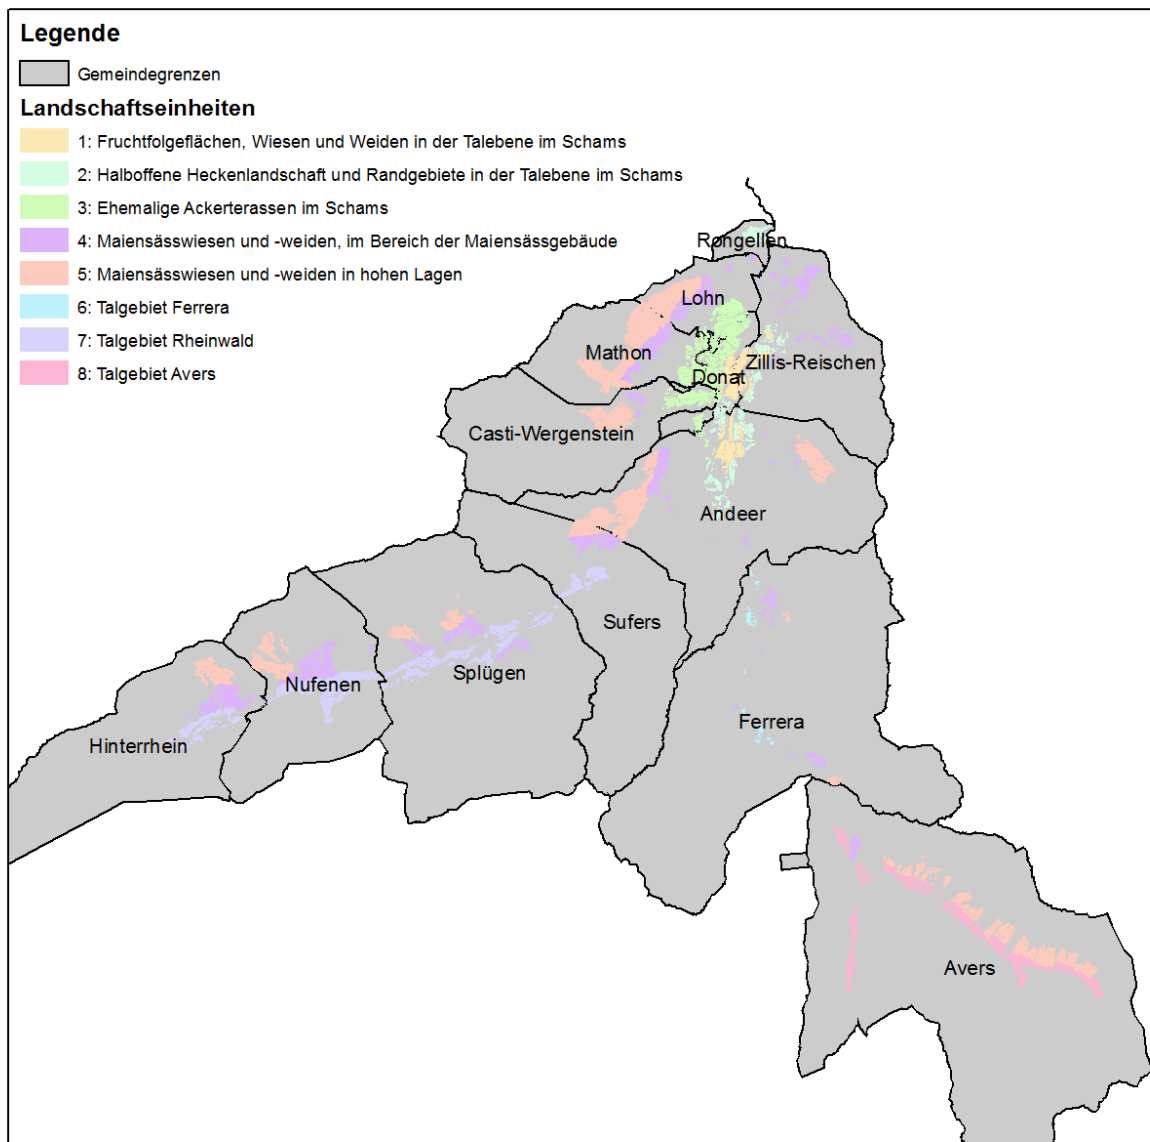 Legende
Gemeindegrenzen
Landschaftseinheiten
1: Fruchtfolgeflächen, Wiesen und Weiden in der Talebene im Schams
2: Halboffene Heckenlandschaft und Randgebiete in der Talebene im Schams
3: Ehemalige Ackerterassen im Schams
4: Maiensässwiesen und -weiden, im Bereich der Maiensässgebäude
5: Maiensässwiesen und -weiden in hohen Lagen
6: Talgebiet Ferrera
7: Talgebiet Rheinwald
8: Talgebiet Avers
Rongellen
Lohn
Mathon
Zillis-Reischen
Donat
Casti-Wergenstein
Andeer
Sufers
Splügen
Nufenen
Ferrera
Hinterrhein
Avers